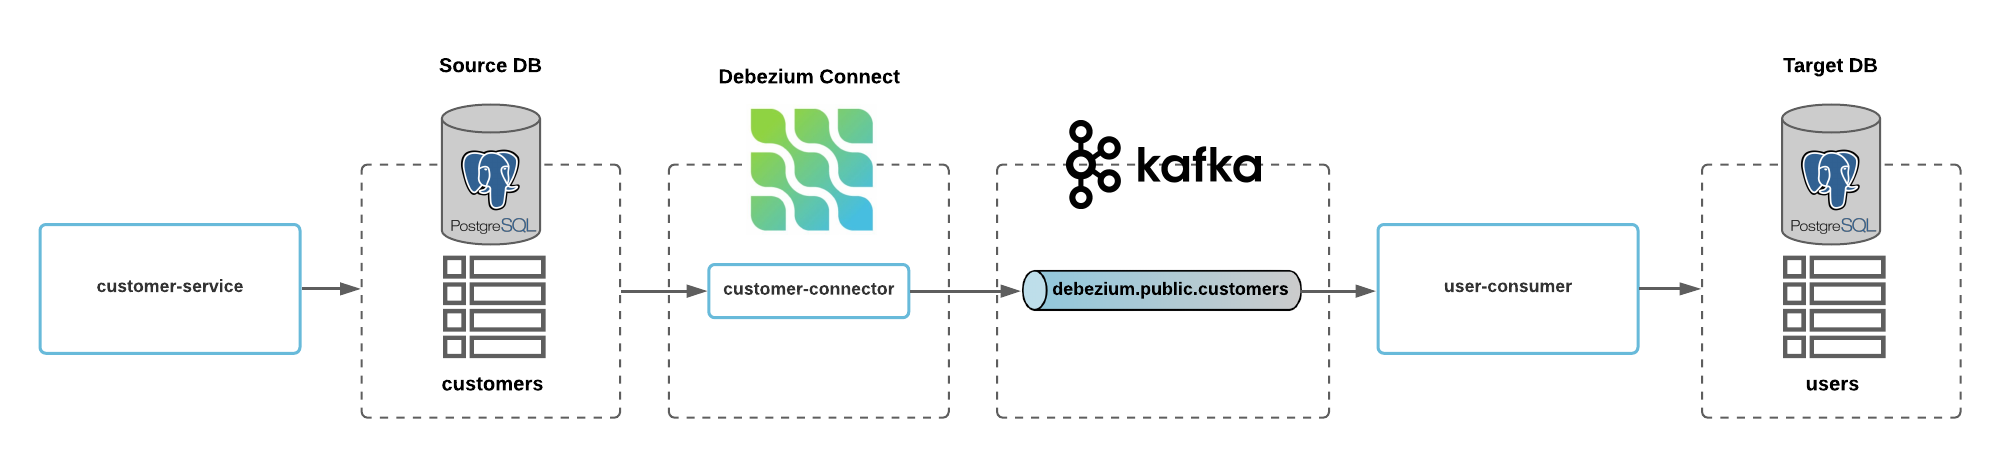 Source DB
Debezium Connect
Target DB
PostgreSQL
kafka
PostgreSQL
customer-service
customer-connector
debezium.public.customers
user-consumer
customers
users